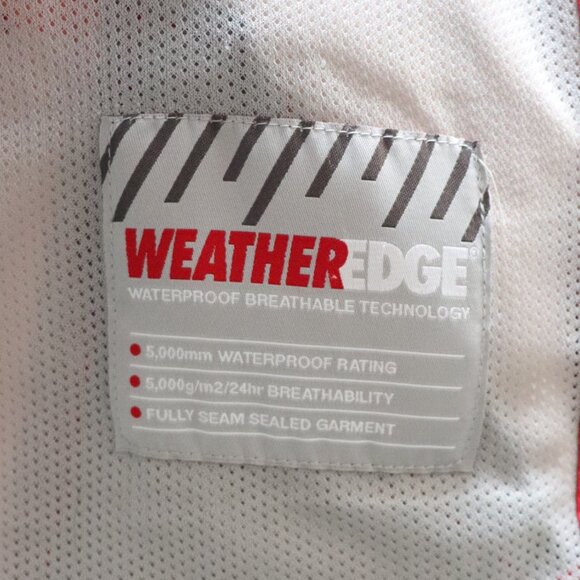 WEATHEREDGE®
WATERPROOF BREATHABLE TECHNOLOGY
● 5,000mm WATERPROOF RATING
● 5,000g/m2/24hr BREATHABILITY
● FULLY SEAM SEALED GARMENT